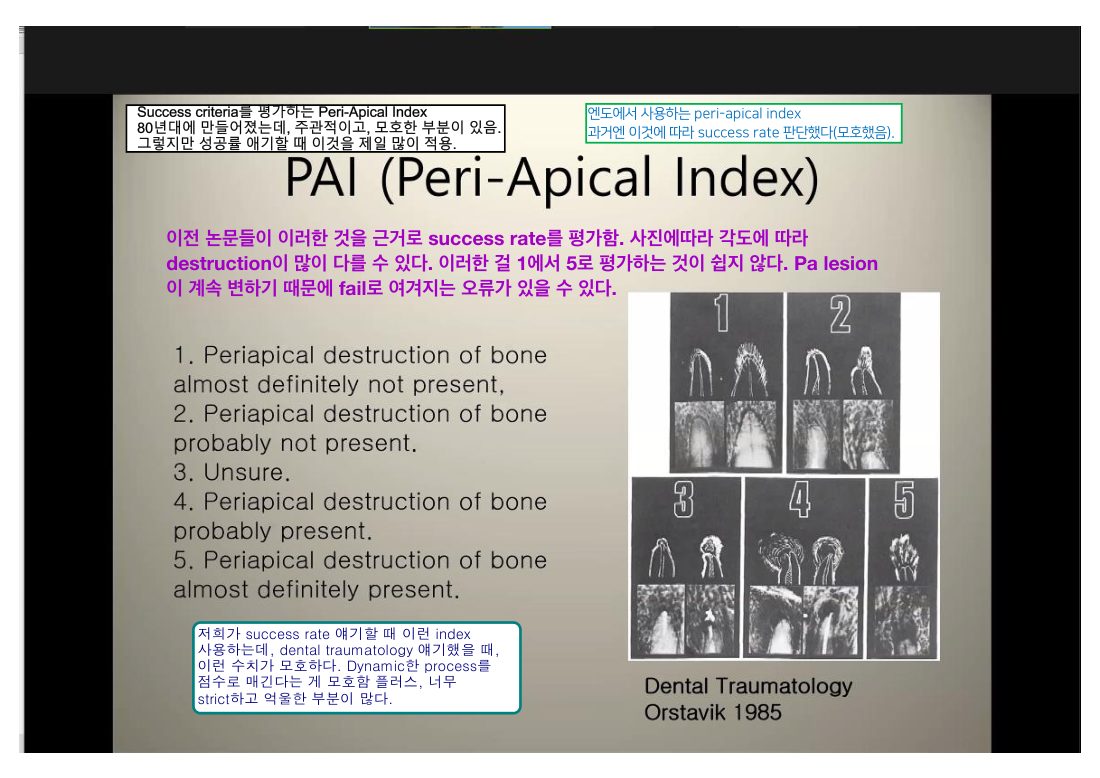 Success criteria를 평가하는 Peri-Apical Index
80년대에 만들어졌는데, 주관적이고, 모호한 부분이 있음.
그렇지만 성공률 얘기할 때 이것을 제일 많이 적용.
엔도에서 사용하는 peri-apical index
과거엔 이것에 따라 success rate 판단했다(모호했음).
PAI (Peri-Apical Index)
이전 논문들이 이러한 것을 근거로 success rate를 평가함. 사진에따라 각도에 따라
destruction이 많이 다를 수 있다. 이러한 걸 1에서 5로 평가하는 것이 쉽지 않다. Pa lesion
이 계속 변하기 때문에 fail로 여겨지는 오류가 있을 수 있다.
1. Periapical destruction of bone
almost definitely not present,
2. Periapical destruction of bone
probably not present.
3. Unsure.
4. Periapical destruction of bone
probably present.
5. Periapical destruction of bone
almost definitely present.
1 2
3 4 5
저희가 success rate 얘기할 때 이런 index
사용하는데, dental traumatology 얘기했을 때,
이런 수치가 모호하다. Dynamic한 process를
점수로 매긴다는 게 모호함 플러스, 너무
strict하고 억울한 부분이 많다.
Dental Traumatology
Orstavik 1985